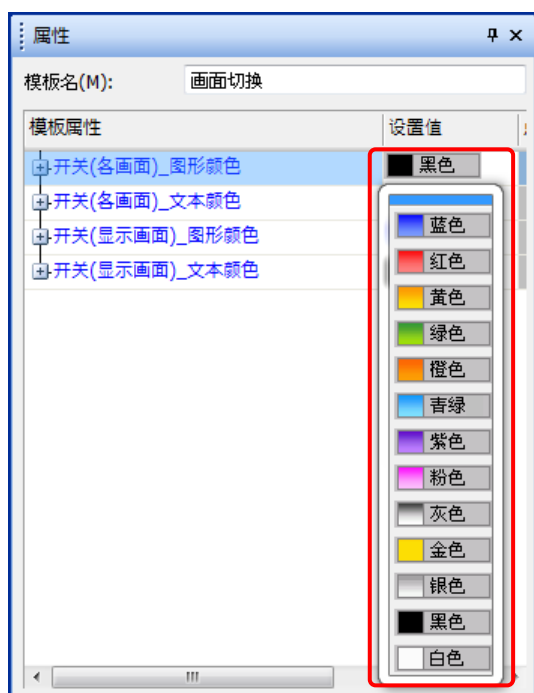 属性
模板名(M): 画面切换
模板属性 设置值
开关(各画面)_图形颜色 黑色
开关(各画面)_文本颜色
开关(显示画面)_图形颜色
开关(显示画面)_文本颜色
蓝色
红色
黄色
绿色
橙色
青绿
紫色
粉色
灰色
金色
银色
黑色
白色